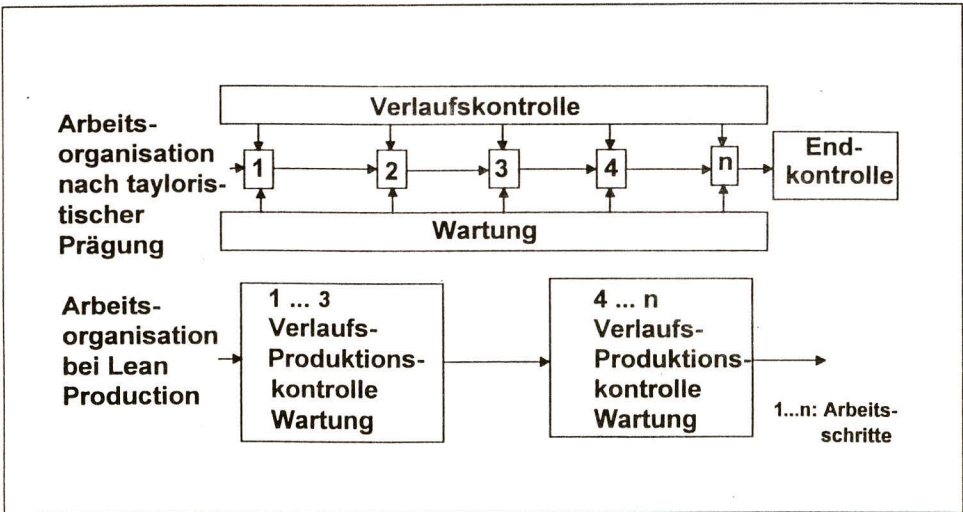 Arbeits-
organisation
nach tayloris-
tischer
Prägung
Verlaufskontrolle
1
2
3
4
n
End-
kontrolle
Wartung
Arbeits-
organisation
bei Lean
Production
1 ... 3
Verlaufs-
Produktions-
kontrolle
Wartung
4 ... n
Verlaufs-
Produktions-
kontrolle
Wartung
1...n: Arbeits-
schritte